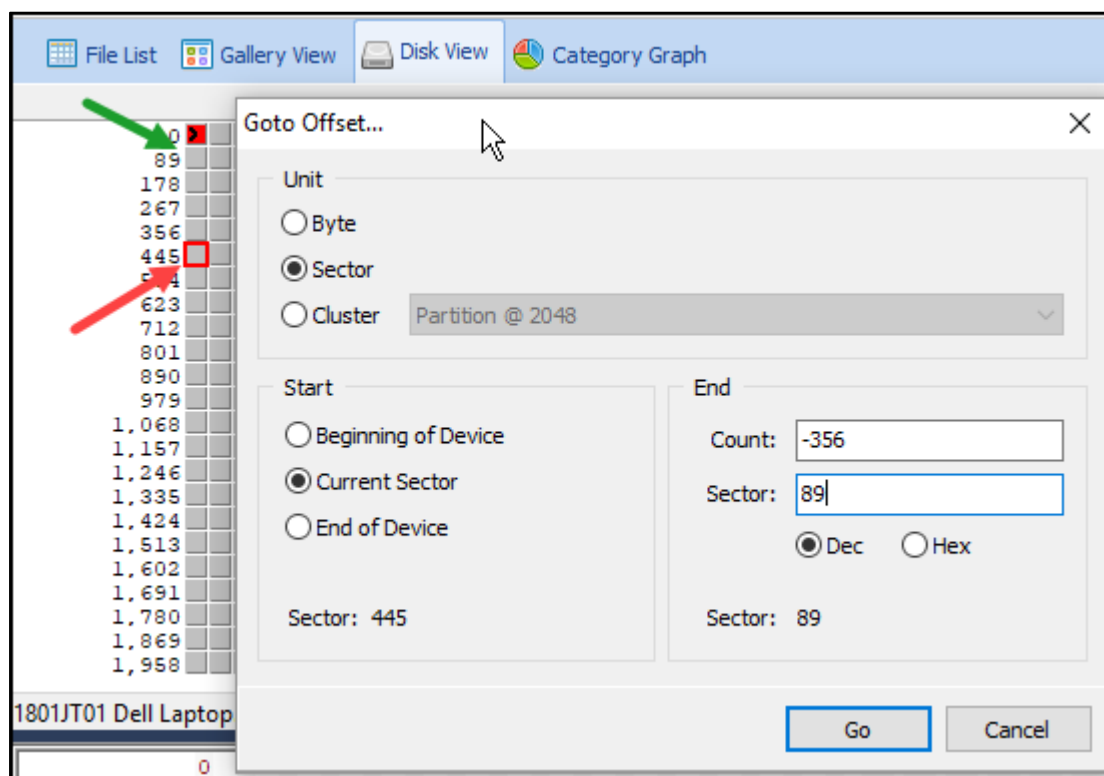 File List Gallery View Disk View Category Graph
Goto Offset...
0
89
178
267
356
445
623
712
801
890
979
1,068
1,157
1,246
1,335
1,424
1,513
1,602
1,691
1,780
1,869
1,958
Unit
Byte
Sector
Cluster Partition @ 2048
Start
Beginning of Device
Current Sector
End of Device
Sector: 445
End
Count: -356
Sector: 89
Dec Hex
Sector: 89
Go Cancel
1801JT01 Dell Laptop
0